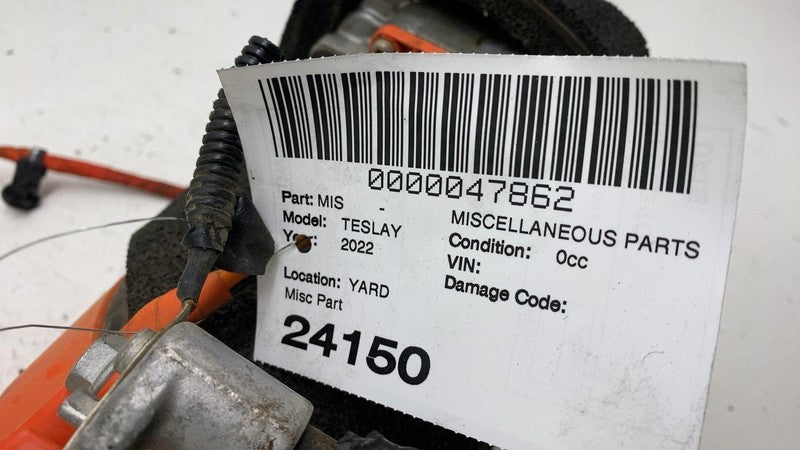 0000047862
Part: MIS - MISCELLANEOUS PARTS
Model: TESLAY Condition: 0cc
Year: 2022 VIN:
Damage Code:
Location: YARD
Misc Part
24150